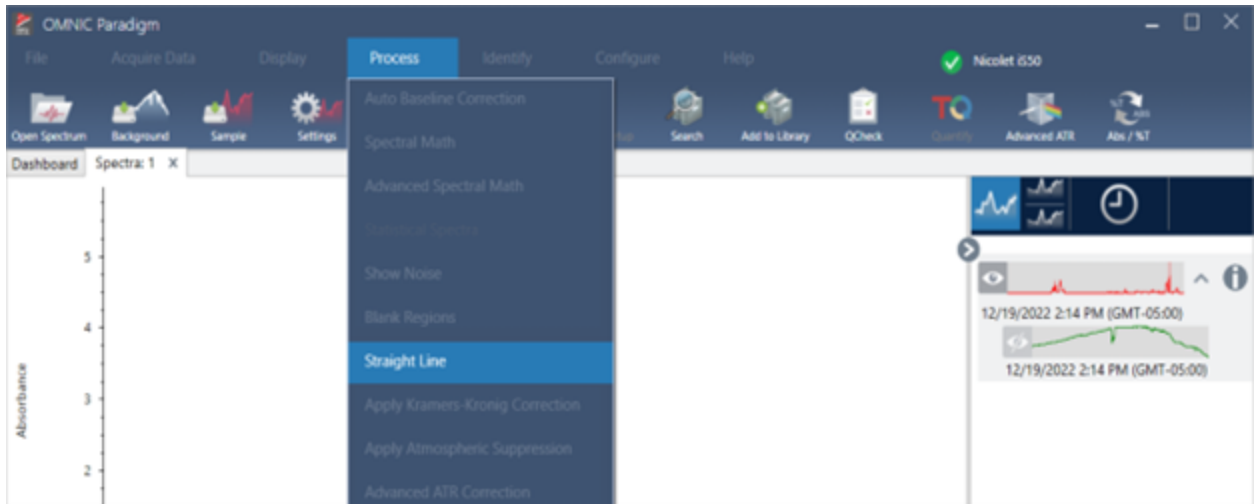 OMNIC Paradigm
File Acquire Data Display Process Identify Configure Help Nicolet iS50
Open Spectrum Background Sample Settings Search Add to Library QCheck Quantify Advanced ATR Abs / %T
Dashboard Spectra: 1 X
Auto Baseline Correction
Spectral Math
Advanced Spectral Math
Statistical Spectra
Show Noise
Blank Regions
Straight Line
Apply Kramers-Kronig Correction
Apply Atmospheric Suppression
Advanced ATR Correction
5
4
3
2
Absorbance
12/19/2022 2:14 PM (GMT-05:00)
12/19/2022 2:14 PM (GMT-05:00)